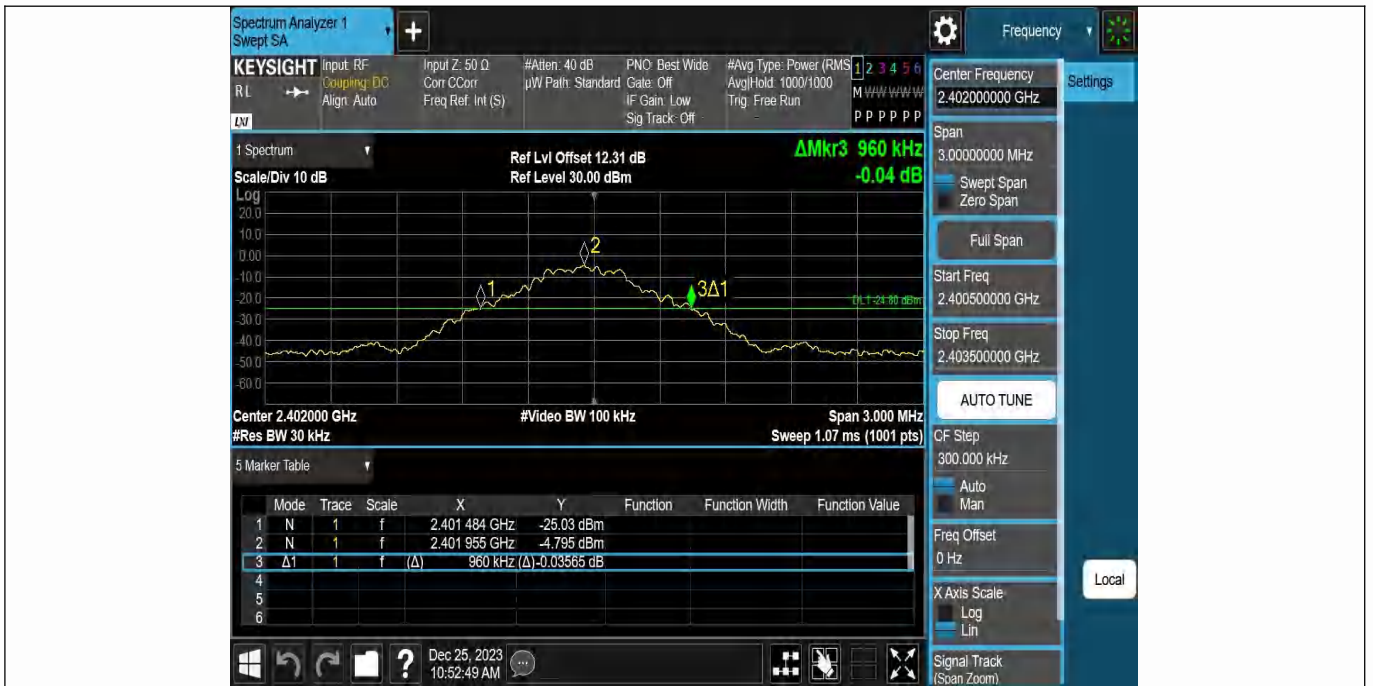 Spectrum Analyzer 1
Swept SA
Frequency
KEYSIGHT
RL
LXI
Input: RF
Coupling: DC
Align: Auto
Input Z: 50 Ω
Corr CCorr
Freq Ref: Int (S)
#Atten: 40 dB
µW Path: Standard
PNO: Best Wide
Gate: Off
IF Gain: Low
Sig Track: Off
#Avg Type: Power (RMS
Avg|Hold: 1000/1000
Trig: Free Run
1 2 3 4 5 6
M W W W W W
P P P P P P
1 Spectrum
Scale/Div 10 dB
Ref Lvl Offset 12.31 dB
Ref Level 30.00 dBm
ΔMkr3 960 kHz
-0.04 dB
Log
20.0
10.0
0.00
-10.0
-20.0
-30.0
-40.0
-50.0
-60.0
1
2
3Δ1
DL1 -24.80 dBm
Center 2.402000 GHz
#Res BW 30 kHz
#Video BW 100 kHz
Span 3.000 MHz
Sweep 1.07 ms (1001 pts)
5 Marker Table
Mode Trace Scale X Y Function Function Width Function Value
1 N 1 f 2.401 484 GHz -25.03 dBm
2 N 1 f 2.401 955 GHz -4.795 dBm
3 Δ1 1 f (Δ) 960 kHz (Δ) -0.03565 dB
4
5
6
Dec 25, 2023
10:52:49 AM
Center Frequency
2.402000000 GHz
Settings
Span
3.00000000 MHz
Swept Span
Zero Span
Full Span
Start Freq
2.400500000 GHz
Stop Freq
2.403500000 GHz
AUTO TUNE
CF Step
300.000 kHz
Auto
Man
Freq Offset
0 Hz
X Axis Scale
Log
Lin
Local
Signal Track
(Span Zoom)